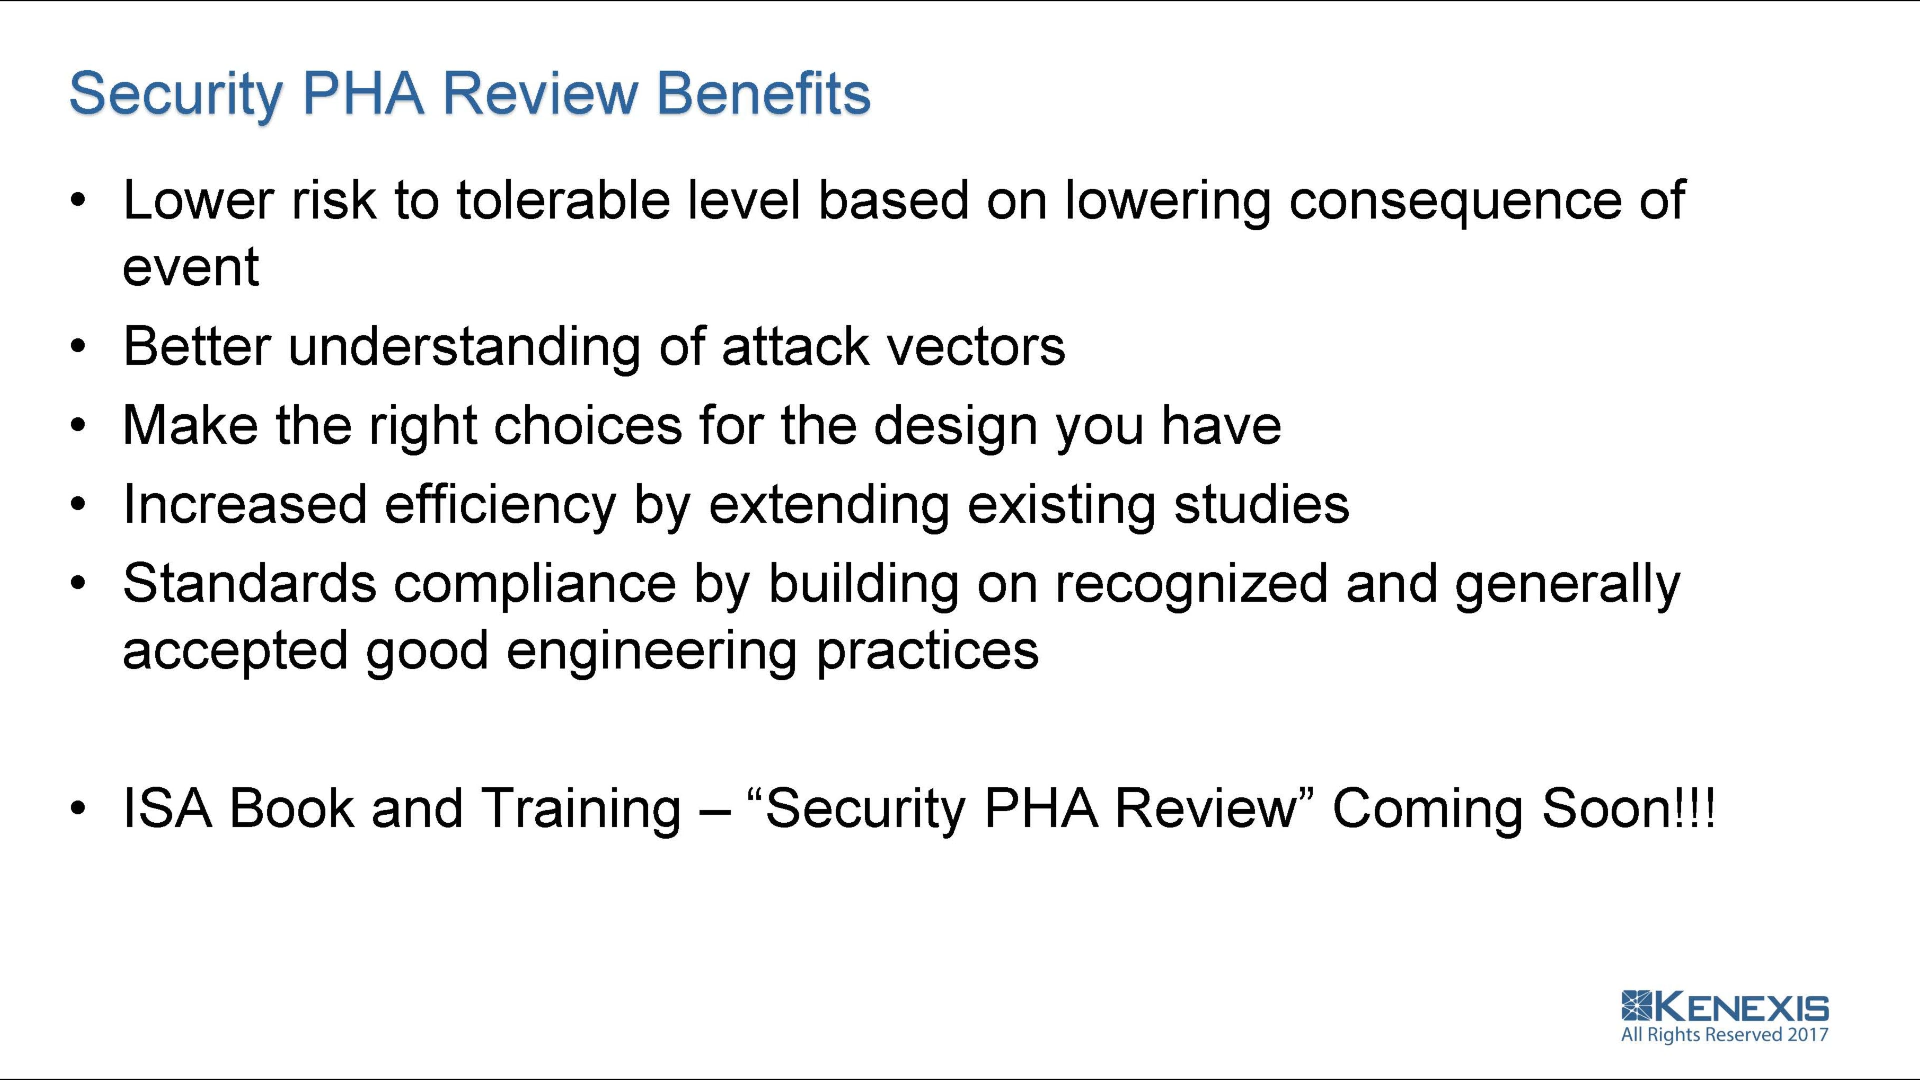 Security PHA Review Benefits
• Lower risk to tolerable level based on lowering consequence of
event
• Better understanding of attack vectors
• Make the right choices for the design you have
• Increased efficiency by extending existing studies
• Standards compliance by building on recognized and generally
accepted good engineering practices
• ISA Book and Training – “Security PHA Review” Coming Soon!!!
KENEXIS
All Rights Reserved 2017